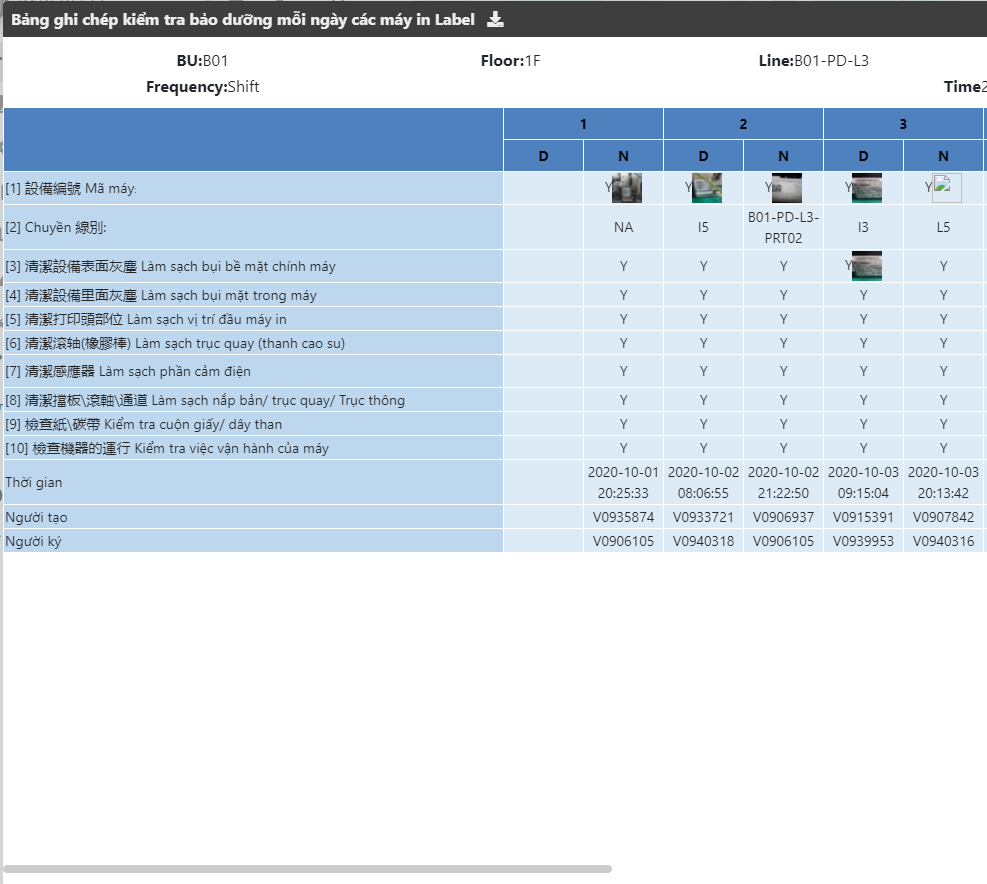 Bảng ghi chép kiểm tra bảo dưỡng mỗi ngày các máy in Label
BU:B01 Floor:1F Line:B01-PD-L3
Frequency:Shift Time2
1 2 3
D N D N D N
[1] 設備編號 Mã máy: Y Y Y Y Y
[2] Chuyền 線別: NA I5 B01-PD-L3-PRT02 I3 L5
[3] 清潔設備表面灰塵 Làm sạch bụi bề mặt chính máy Y Y Y Y Y
[4] 清潔設備里面灰塵 Làm sạch bụi mặt trong máy Y Y Y Y Y
[5] 清潔打印頭部位 Làm sạch vị trí đầu máy in Y Y Y Y Y
[6] 清潔滾轴(橡膠棒) Làm sạch trục quay (thanh cao su) Y Y Y Y Y
[7] 清潔感應器 Làm sạch phần cảm điện Y Y Y Y Y
[8] 清潔擋板\滾軸\通道 Làm sạch nắp bản/ trục quay/ Trục thông Y Y Y Y Y
[9] 檢查紙\碳帶 Kiểm tra cuộn giấy/ dây than Y Y Y Y Y
[10] 檢查機器的運行 Kiểm tra việc vận hành của máy Y Y Y Y Y
Thời gian 2020-10-01 20:25:33 2020-10-02 08:06:55 2020-10-02 21:22:50 2020-10-03 09:15:04 2020-10-03 20:13:42
Người tạo V0935874 V0933721 V0906937 V0915391 V0907842
Người ký V0906105 V0940318 V0906105 V0939953 V0940316